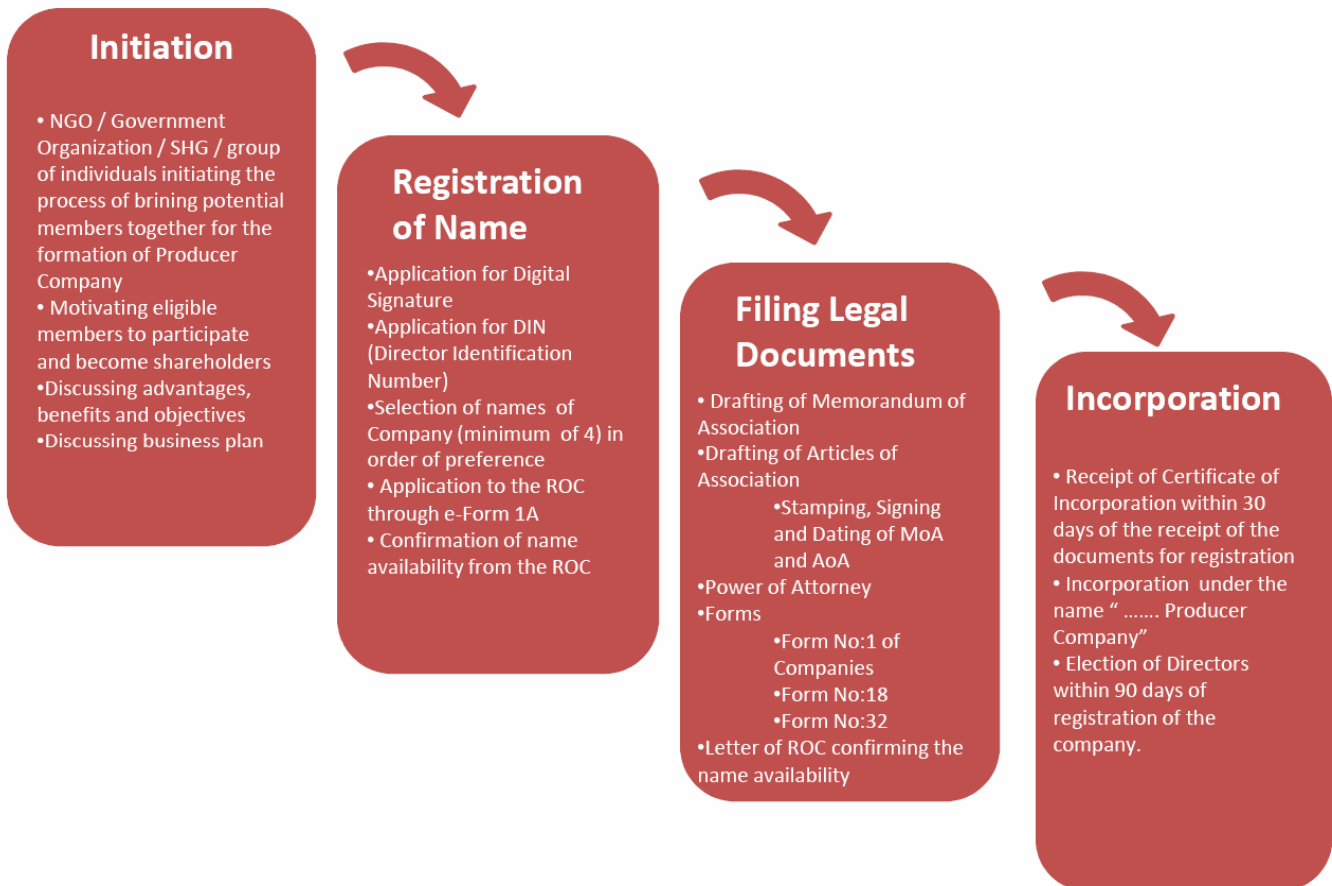 Initiation
• NGO / Government
Organization / SHG / group
of individuals initiating the
process of brining potential
members together for the
formation of Producer
Company
• Motivating eligible
members to participate
and become shareholders
•Discussing advantages,
benefits and objectives
•Discussing business plan
Registration
of Name
•Application for Digital
Signature
•Application for DIN
(Director Identification
Number)
•Selection of names of
Company (minimum of 4) in
order of preference
• Application to the ROC
through e-Form 1A
• Confirmation of name
availability from the ROC
Filing Legal
Documents
• Drafting of Memorandum of
Association
•Drafting of Articles of
Association
•Stamping, Signing
and Dating of MoA
and AoA
•Power of Attorney
•Forms
•Form No:1 of
Companies
•Form No:18
•Form No:32
•Letter of ROC confirming the
name availability
Incorporation
• Receipt of Certificate of
Incorporation within 30
days of the receipt of the
documents for registration
• Incorporation under the
name “ ……. Producer
Company”
• Election of Directors
within 90 days of
registration of the
company.